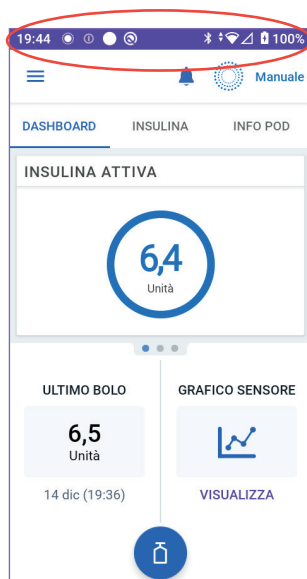 19:44 100%
Manuale
DASHBOARD INSULINA INFO POD
INSULINA ATTIVA
6,4
Unità
ULTIMO BOLO GRAFICO SENSORE
6,5
Unità
14 dic (19:36) VISUALIZZA